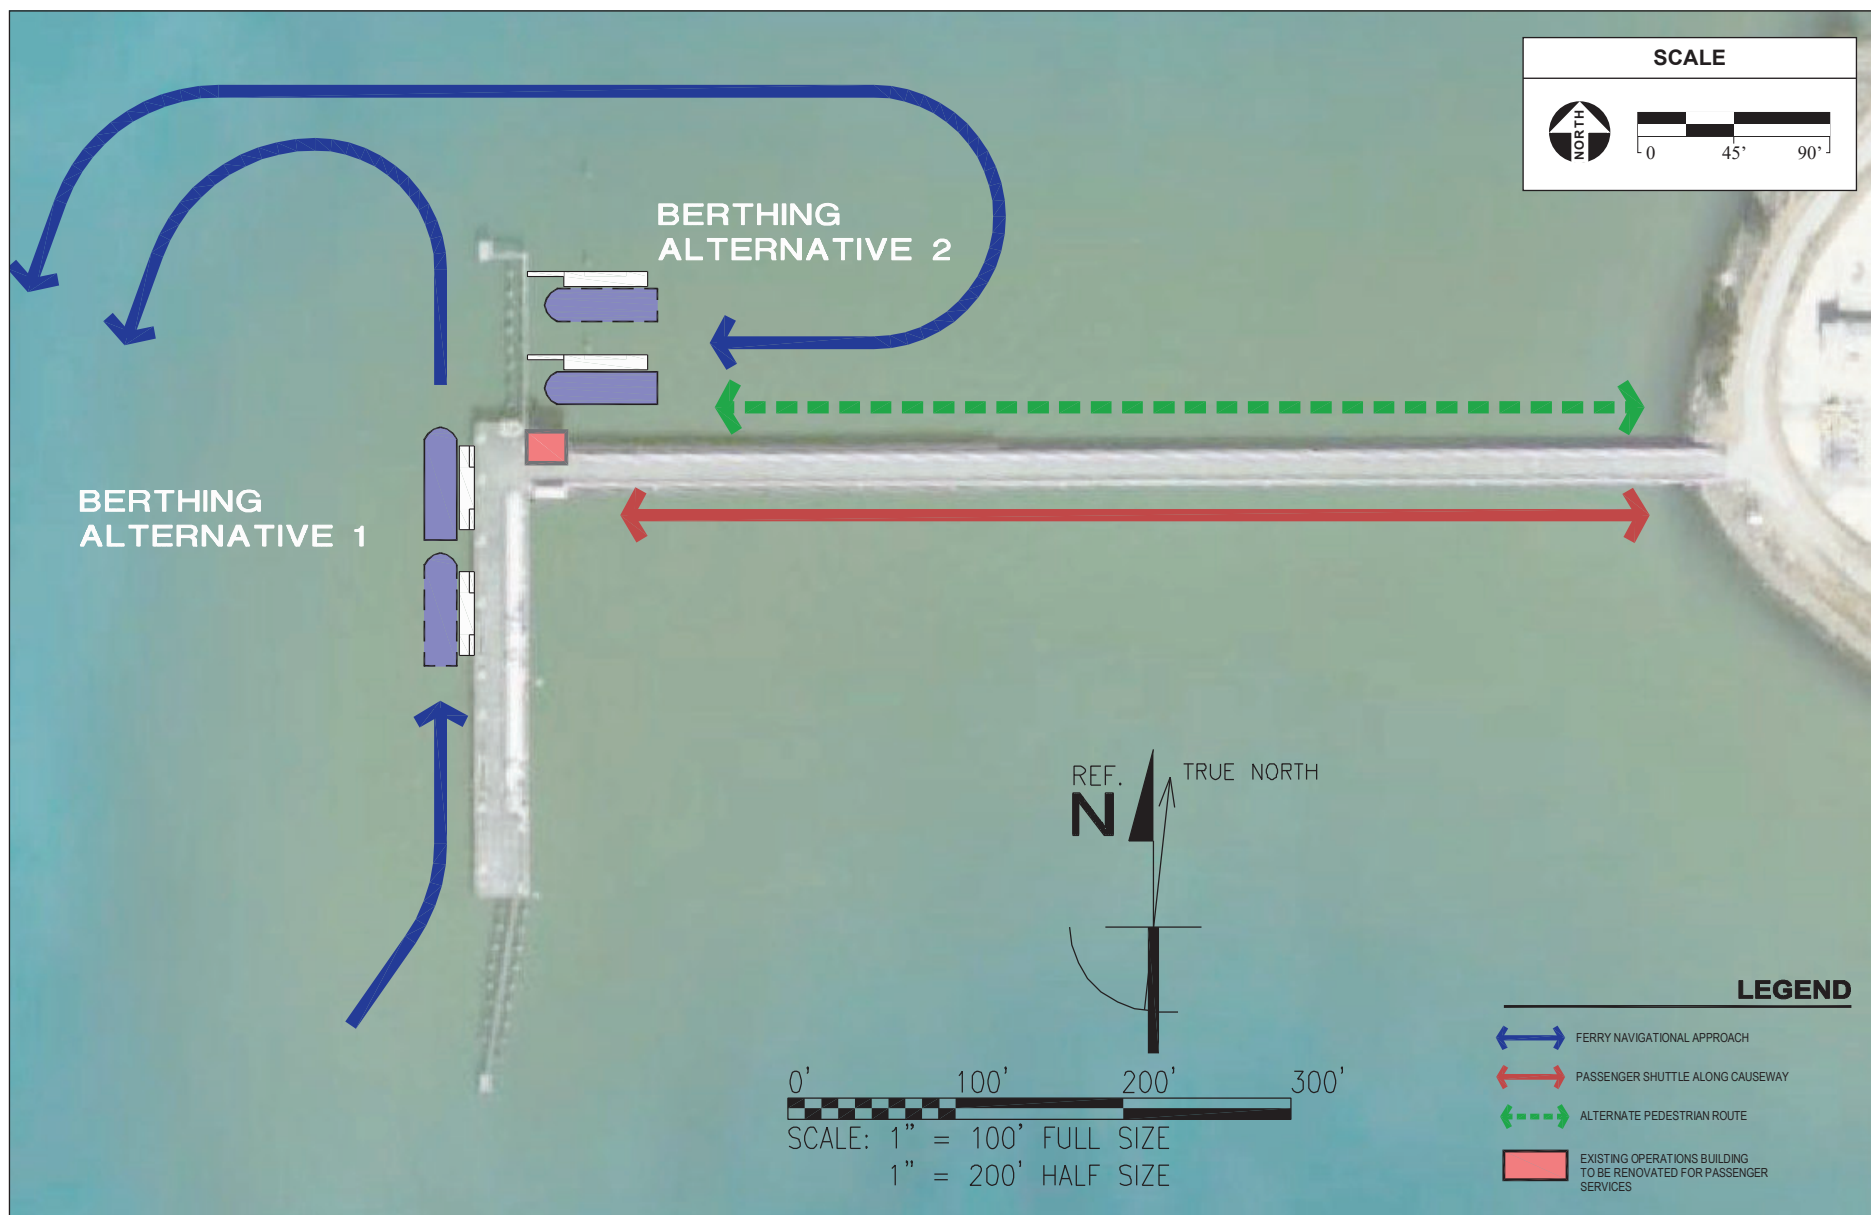 SCALE
NORTH
0 45' 90'
BERTHING
ALTERNATIVE 2
BERTHING
ALTERNATIVE 1
REF.
N
TRUE NORTH
0' 100' 200' 300'
SCALE: 1" = 100' FULL SIZE
1" = 200' HALF SIZE
LEGEND
FERRY NAVIGATIONAL APPROACH
PASSENGER SHUTTLE ALONG CAUSEWAY
ALTERNATE PEDESTRIAN ROUTE
EXISTING OPERATIONS BUILDING
TO BE RENOVATED FOR PASSENGER
SERVICES